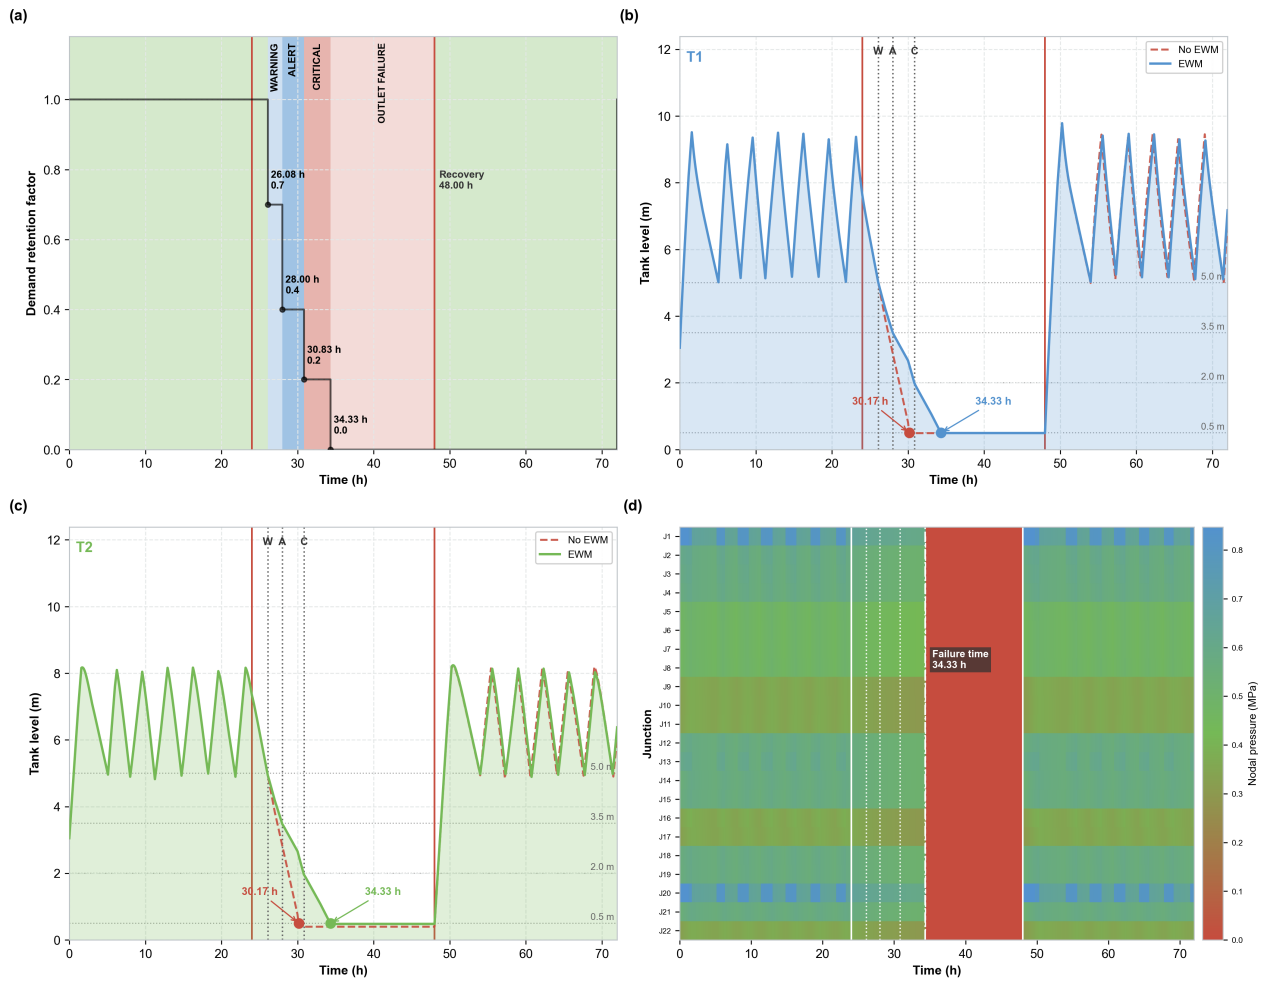 (a)
WARNING
ALERT
CRITICAL
OUTLET FAILURE
1.0
0.8
0.6
0.4
0.2
0.0
Demand retention factor
26.08 h
0.7
28.00 h
0.4
30.83 h
0.2
34.33 h
0.0
Recovery
48.00 h
0
10
20
30
40
50
60
70
Time (h)
(b)
T1
W A C
No EWM
EWM
12
10
8
6
4
2
0
Tank level (m)
5.0 m
3.5 m
2.0 m
0.5 m
30.17 h
34.33 h
0
10
20
30
40
50
60
70
Time (h)
(c)
T2
W A C
No EWM
EWM
12
10
8
6
4
2
0
Tank level (m)
5.0 m
3.5 m
2.0 m
0.5 m
30.17 h
34.33 h
0
10
20
30
40
50
60
70
Time (h)
(d)
J1
J2
J3
J4
J5
J6
J7
J8
J9
J10
J11
J12
J13
J14
J15
J16
J17
J18
J19
J20
J21
J22
Junction
Failure time
34.33 h
0
10
20
30
40
50
60
70
Time (h)
0.8
0.7
0.6
0.5
0.4
0.3
0.2
0.1
0.0
Nodal pressure (MPa)